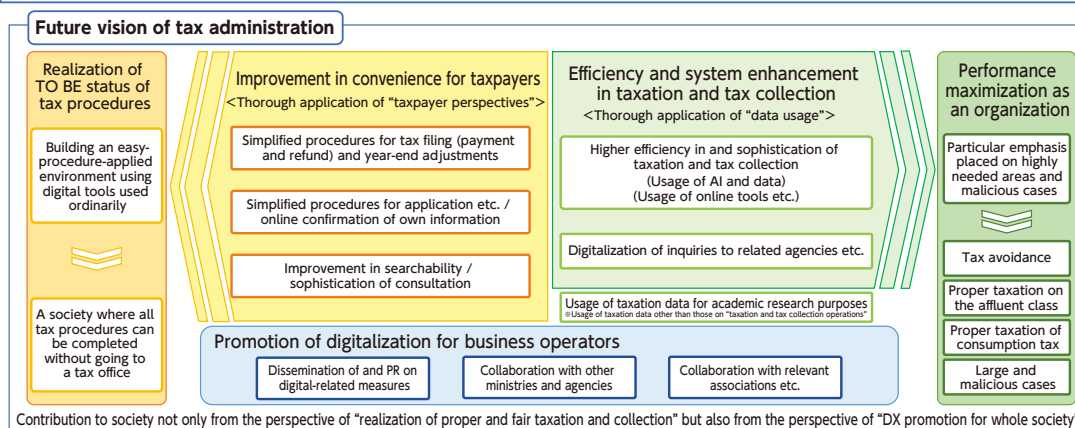 Future vision of tax administration
Realization of
TO BE status of
tax procedures
Building an easy-
procedure-applied
environment using
digital tools used
ordinarily
A society where all
tax procedures can
be completed
without going to
a tax office
Improvement in convenience for taxpayers
<Thorough application of “taxpayer perspectives”>
Simplified procedures for tax filing (payment
and refund) and year-end adjustments
Simplified procedures for application etc. /
online confirmation of own information
Improvement in searchability /
sophistication of consultation
Efficiency and system enhancement
in taxation and tax collection
<Thorough application of “data usage”>
Higher efficiency in and sophistication of
taxation and tax collection
(Usage of AI and data)
(Usage of online tools etc.)
Digitalization of inquiries to related agencies etc.
Usage of taxation data for academic research purposes
※Usage of taxation data other than those on “taxation and tax collection operations”
Performance
maximization as
an organization
Particular emphasis
placed on highly
needed areas and
malicious cases
Tax avoidance
Proper taxation on
the affluent class
Proper taxation of
consumption tax
Large and
malicious cases
Promotion of digitalization for business operators
Dissemination of and PR on
digital-related measures
Collaboration with other
ministries and agencies
Collaboration with relevant
associations etc.
Contribution to society not only from the perspective of “realization of proper and fair taxation and collection” but also from the perspective of “DX promotion for whole society”